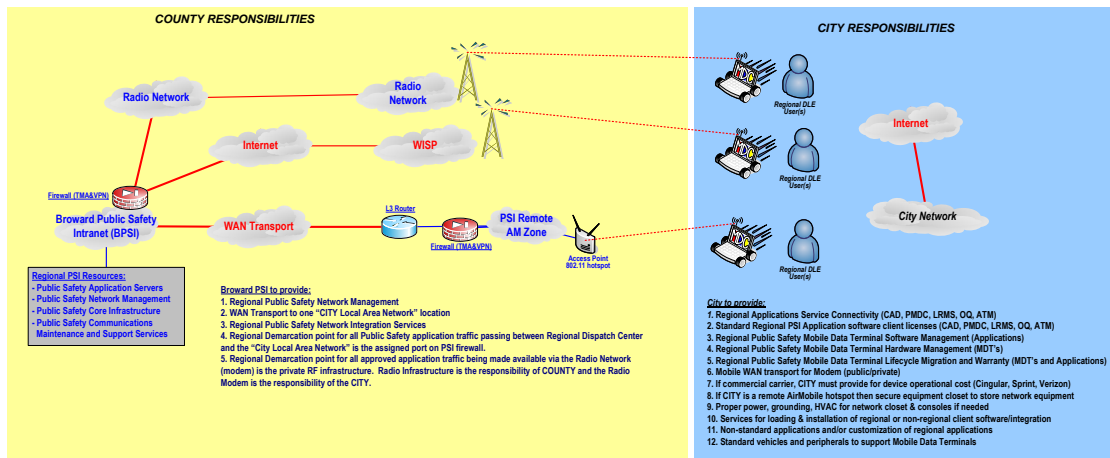 COUNTY RESPONSIBILITIES
Radio Network
Radio
Network
Internet
WISP
Firewall (TMA&VPN)
Broward Public Safety
Intranet (BPSI)
WAN Transport
L3 Router
Firewall (TMA&VPN)
PSI Remote
AM Zone
Access Point
802.11 hotspot
Regional PSI Resources:
- Public Safety Application Servers
- Public Safety Network Management
- Public Safety Core Infrastructure
- Public Safety Communications
Maintenance and Support Services
Broward PSI to provide:
1. Regional Public Safety Network Management
2. WAN Transport to one “CITY Local Area Network” location
3. Regional Public Safety Network Integration Services
4. Regional Demarcation point for all Public Safety application traffic passing between Regional Dispatch Center
and the “City Local Area Network” is the assigned port on PSI firewall.
5. Regional Demarcation point for all approved application traffic being made available via the Radio Network
(modem) is the private RF infrastructure. Radio Infrastructure is the responsibility of COUNTY and the Radio
Modem is the responsibility of the CITY.
CITY RESPONSIBILITIES
Regional DLE
User(s)
Regional DLE
User(s)
Regional DLE
User(s)
Internet
City Network
City to provide:
1. Regional Applications Service Connectivity (CAD, PMDC, LRMS, OQ, ATM)
2. Standard Regional PSI Application software client licenses (CAD, PMDC, LRMS, OQ, ATM)
3. Regional Public Safety Mobile Data Terminal Software Management (Applications)
4. Regional Public Safety Mobile Data Terminal Hardware Management (MDT's)
5. Regional Public Safety Mobile Data Terminal Lifecycle Migration and Warranty (MDT's and Applications)
6. Mobile WAN transport for Modem (public/private)
7. If commercial carrier, CITY must provide for device operational cost (Cingular, Sprint, Verizon)
8. If CITY is a remote AirMobile hotspot then secure equipment closet to store network equipment
9. Proper power, grounding, HVAC for network closet & consoles if needed
10. Services for loading & installation of regional or non-regional client software/integration
11. Non-standard applications and/or customization of regional applications
12. Standard vehicles and peripherals to support Mobile Data Terminals